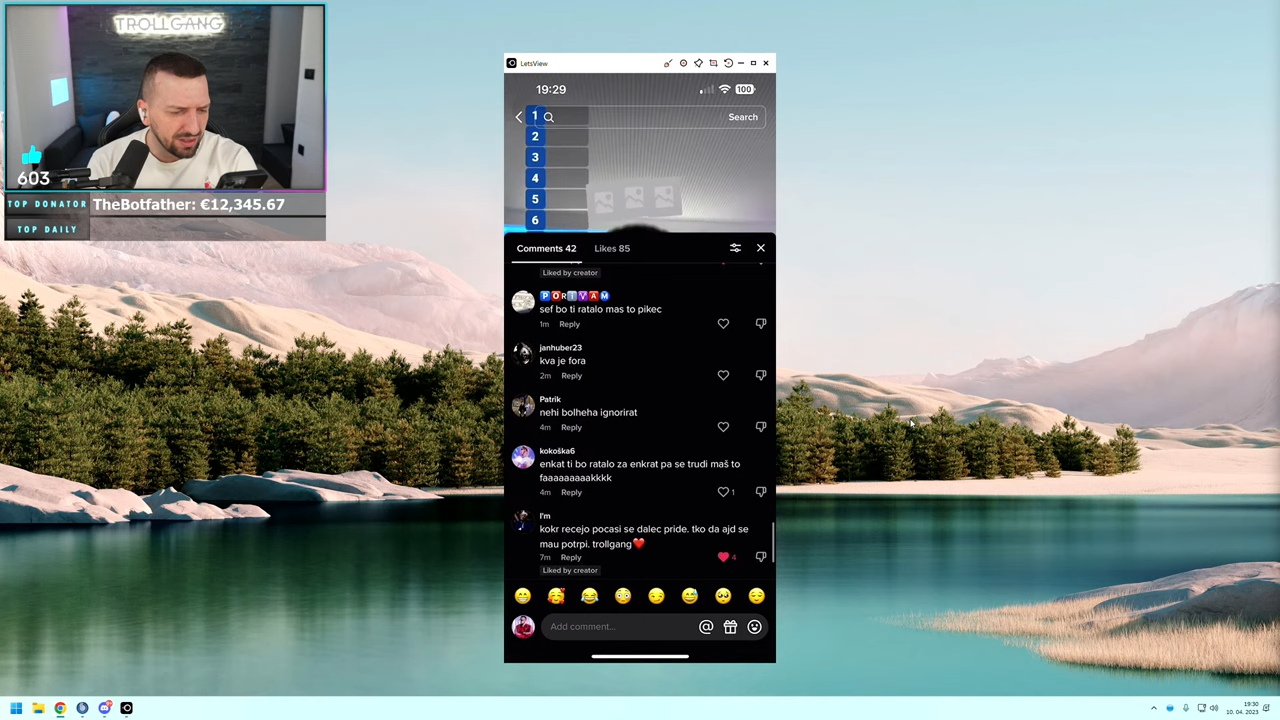 TROLLGANG
603
TOP DONATOR
TheBotfather: €12,345.67
TOP DAILY
LetsView
19:29
100
Search
1
2
3
4
5
6
Comments 42
Likes 85
Liked by creator
PORIVAM
sef bo ti ratalo mas to pikec
1m Reply
janhuber23
kva je fora
2m Reply
Patrik
nehi bolheha ignorirat
4m Reply
kokoška6
enkat ti bo ratalo za enkrat pa se trudi maš to
faaaaaaaaakkkk
4m Reply
1
I'm
kokr recejo pocasi se dalec pride. tko da ajd se
mau potrpi. trollgang❤️
7m Reply
4
Liked by creator
Add comment...
19:30
10. 04. 2023